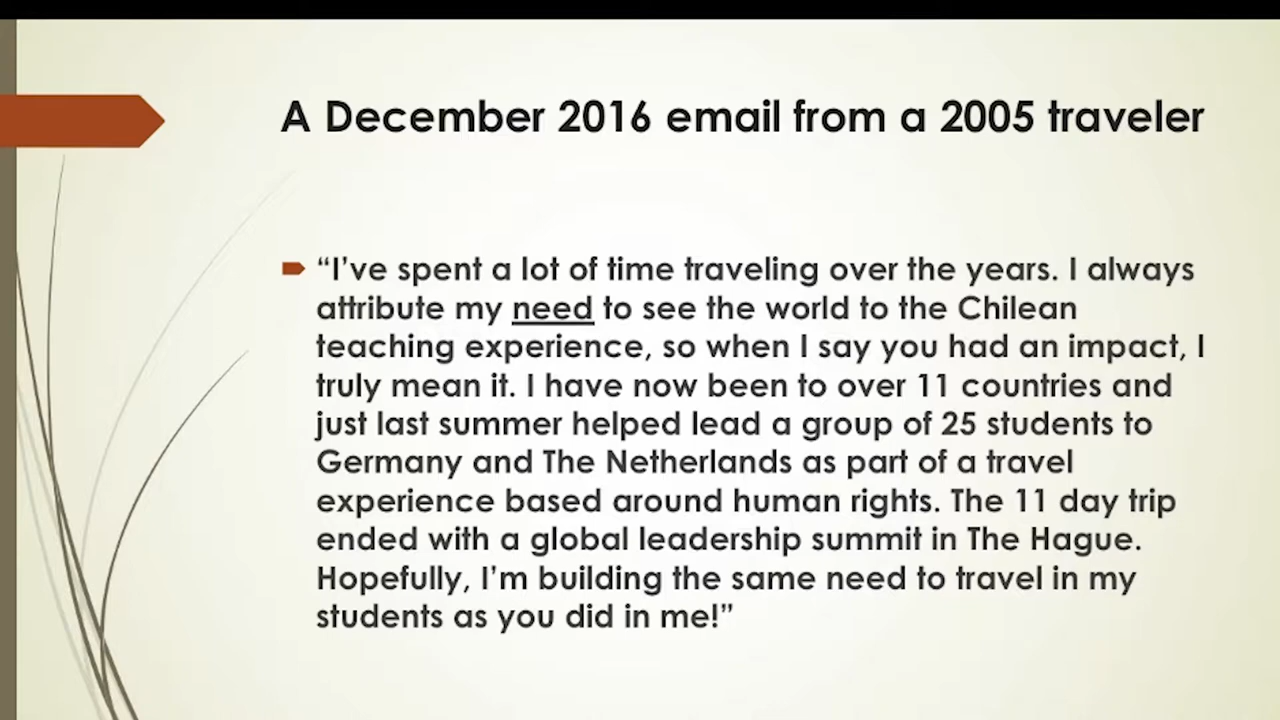 A December 2016 email from a 2005 traveler
“I’ve spent a lot of time traveling over the years. I always
attribute my need to see the world to the Chilean
teaching experience, so when I say you had an impact, I
truly mean it. I have now been to over 11 countries and
just last summer helped lead a group of 25 students to
Germany and The Netherlands as part of a travel
experience based around human rights. The 11 day trip
ended with a global leadership summit in The Hague.
Hopefully, I’m building the same need to travel in my
students as you did in me!”